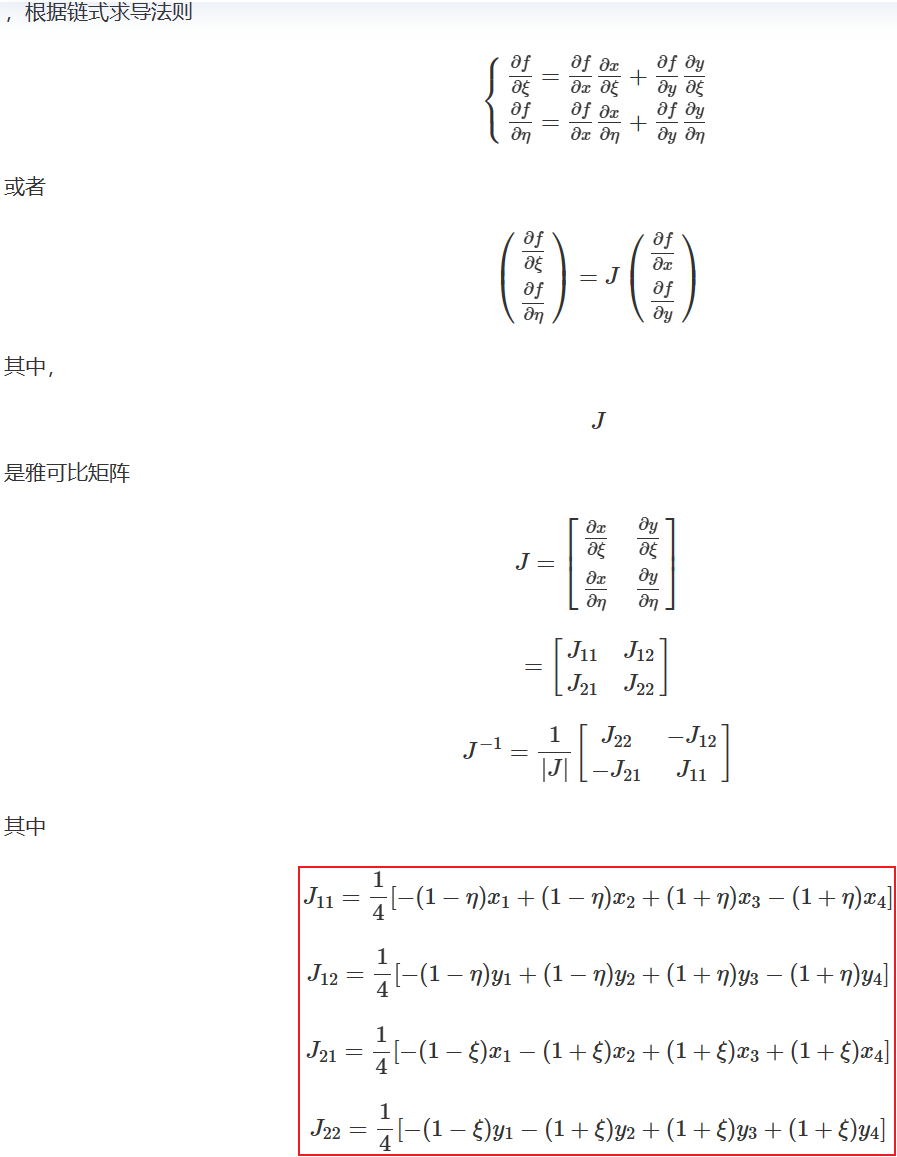 ，根据链式求导法则
$$\begin{cases} \frac{\partial f}{\partial \xi} = \frac{\partial f}{\partial x} \frac{\partial x}{\partial \xi} + \frac{\partial f}{\partial y} \frac{\partial y}{\partial \xi} \\ \frac{\partial f}{\partial \eta} = \frac{\partial f}{\partial x} \frac{\partial x}{\partial \eta} + \frac{\partial f}{\partial y} \frac{\partial y}{\partial \eta} \end{cases}$$
或者
$$\begin{pmatrix} \frac{\partial f}{\partial \xi} \\ \frac{\partial f}{\partial \eta} \end{pmatrix} = J \begin{pmatrix} \frac{\partial f}{\partial x} \\ \frac{\partial f}{\partial y} \end{pmatrix}$$
其中，
$$J$$
是雅可比矩阵
$$J = \begin{bmatrix} \frac{\partial x}{\partial \xi} & \frac{\partial y}{\partial \xi} \\ \frac{\partial x}{\partial \eta} & \frac{\partial y}{\partial \eta} \end{bmatrix}$$
$$= \begin{bmatrix} J_{11} & J_{12} \\ J_{21} & J_{22} \end{bmatrix}$$
$$J^{-1} = \frac{1}{|J|} \begin{bmatrix} J_{22} & -J_{12} \\ -J_{21} & J_{11} \end{bmatrix}$$
其中
$$J_{11} = \frac{1}{4}[-(1-\eta)x_1 + (1-\eta)x_2 + (1+\eta)x_3 - (1+\eta)x_4]$$
$$J_{12} = \frac{1}{4}[-(1-\eta)y_1 + (1-\eta)y_2 + (1+\eta)y_3 - (1+\eta)y_4]$$
$$J_{21} = \frac{1}{4}[-(1-\xi)x_1 - (1+\xi)x_2 + (1+\xi)x_3 + (1+\xi)x_4]$$
$$J_{22} = \frac{1}{4}[-(1-\xi)y_1 - (1+\xi)y_2 + (1+\xi)y_3 + (1+\xi)y_4]$$